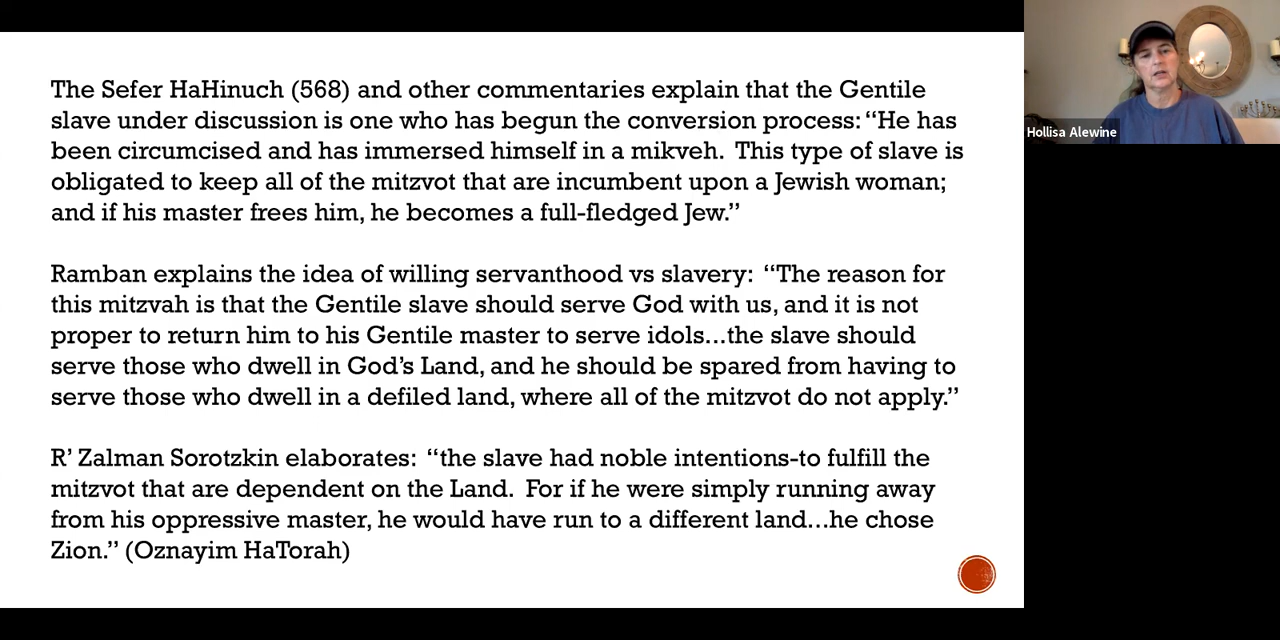 The Sefer HaHinuch (568) and other commentaries explain that the Gentile
slave under discussion is one who has begun the conversion process: “He has
been circumcised and has immersed himself in a mikveh.  This type of slave is
obligated to keep all of the mitzvot that are incumbent upon a Jewish woman;
and if his master frees him, he becomes a full-fledged Jew.”
Ramban explains the idea of willing servanthood vs slavery:  “The reason for
this mitzvah is that the Gentile slave should serve God with us, and it is not
proper to return him to his Gentile master to serve idols…the slave should
serve those who dwell in God’s Land, and he should be spared from having to
serve those who dwell in a defiled land, where all of the mitzvot do not apply.”
R’ Zalman Sorotzkin elaborates:  “the slave had noble intentions-to fulfill the
mitzvot that are dependent on the Land.  For if he were simply running away
from his oppressive master, he would have run to a different land…he chose
Zion.” (Oznayim HaTorah)
Hollisa Alewine